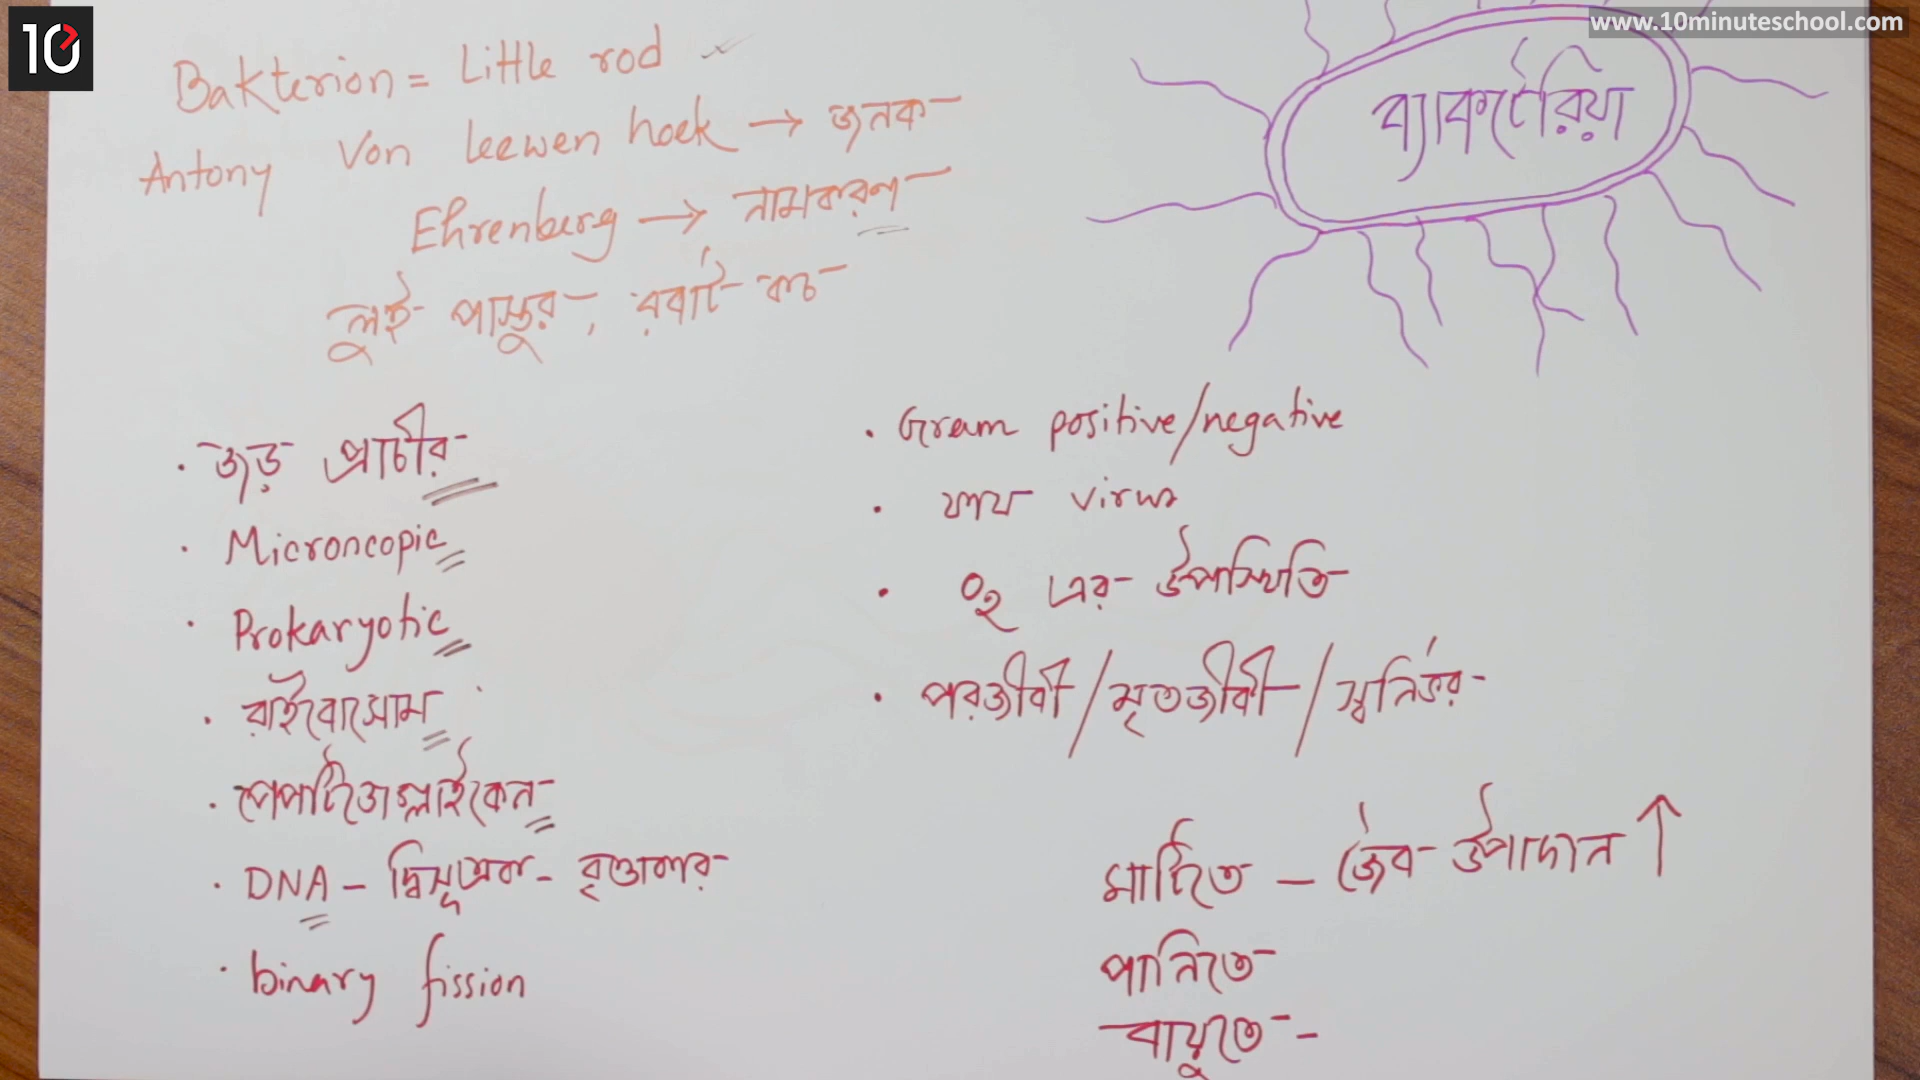 10
www.10minuteschool.com
Bakterion = Little rod
Antony Von Leewen hoek → জনক
Ehrenberg → নামকরণ
লুই পাস্তুর, রবার্ট কচ
ব্যাকটেরিয়া
· জড় প্রাচীর
· Microscopic
· Prokaryotic
· রাইবোসোম
· পেপটিডোগ্লাইকেন
· DNA – দ্বিসূত্রক - বৃত্তাকার
· binary fission
· Gram positive/negative
· ফায virus
· O2 এর উপস্থিতি
· পরজীবী/মৃতজীবী/স্বনির্ভর
মাটিতে – জৈব উপাদান ↑
পানিতে
বায়ুতে -